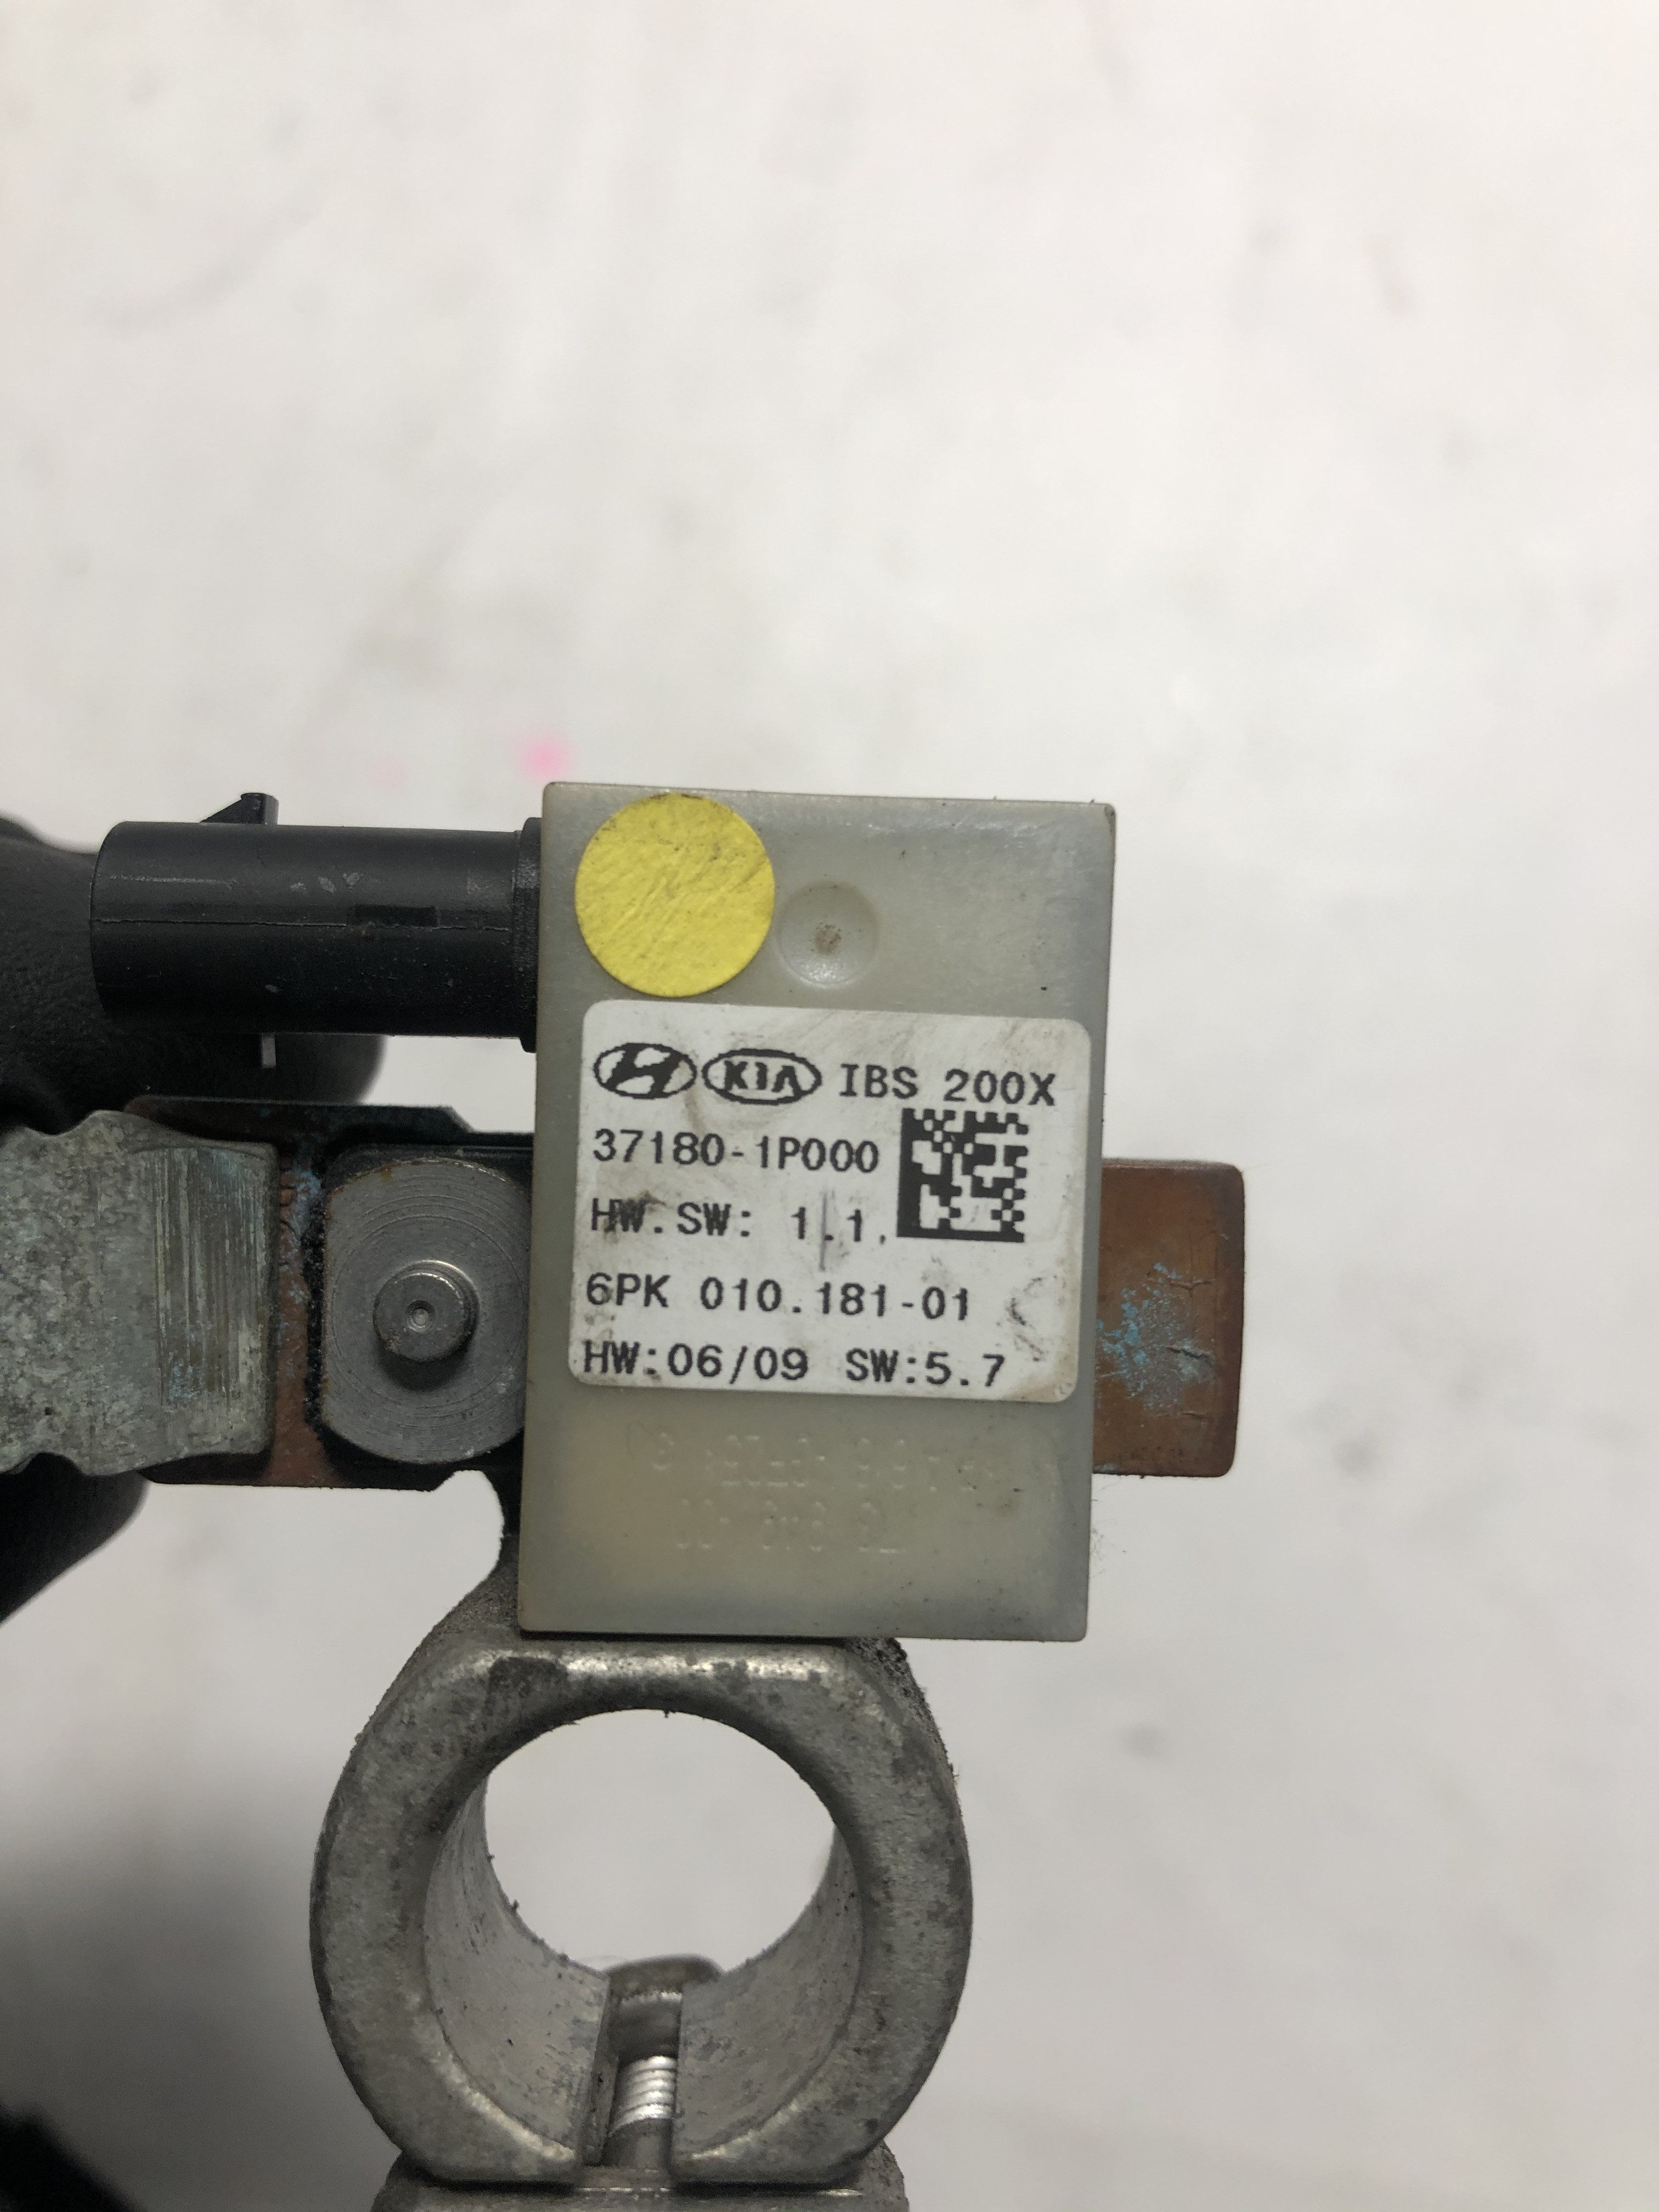 KIA IBS 200X
37180-1P000
HW.SW: 1.1.
6PK 010.181-01
HW:06/09 SW:5.7